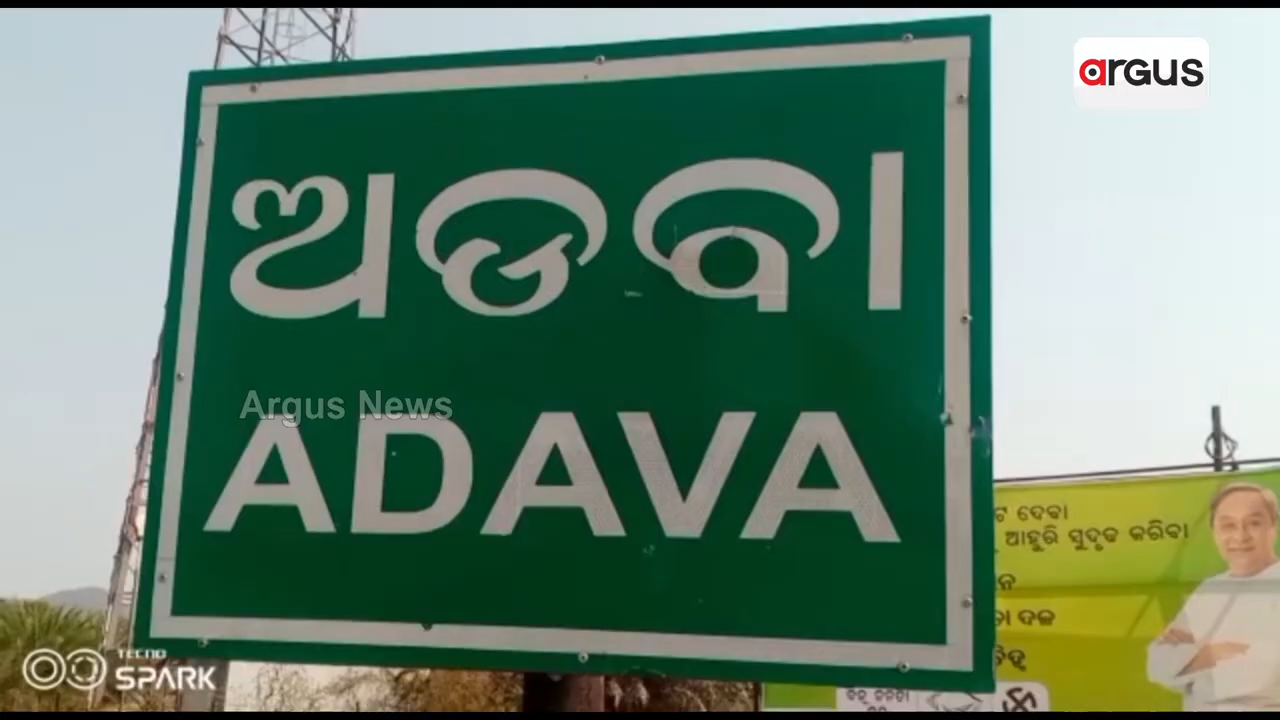 argus
ଅଡବା
Argus News
ADAVA
ଦେବା
ଆହୁରି ସୁଦୃଢ କରିବା
ଦଳ
TECNO
SPARK